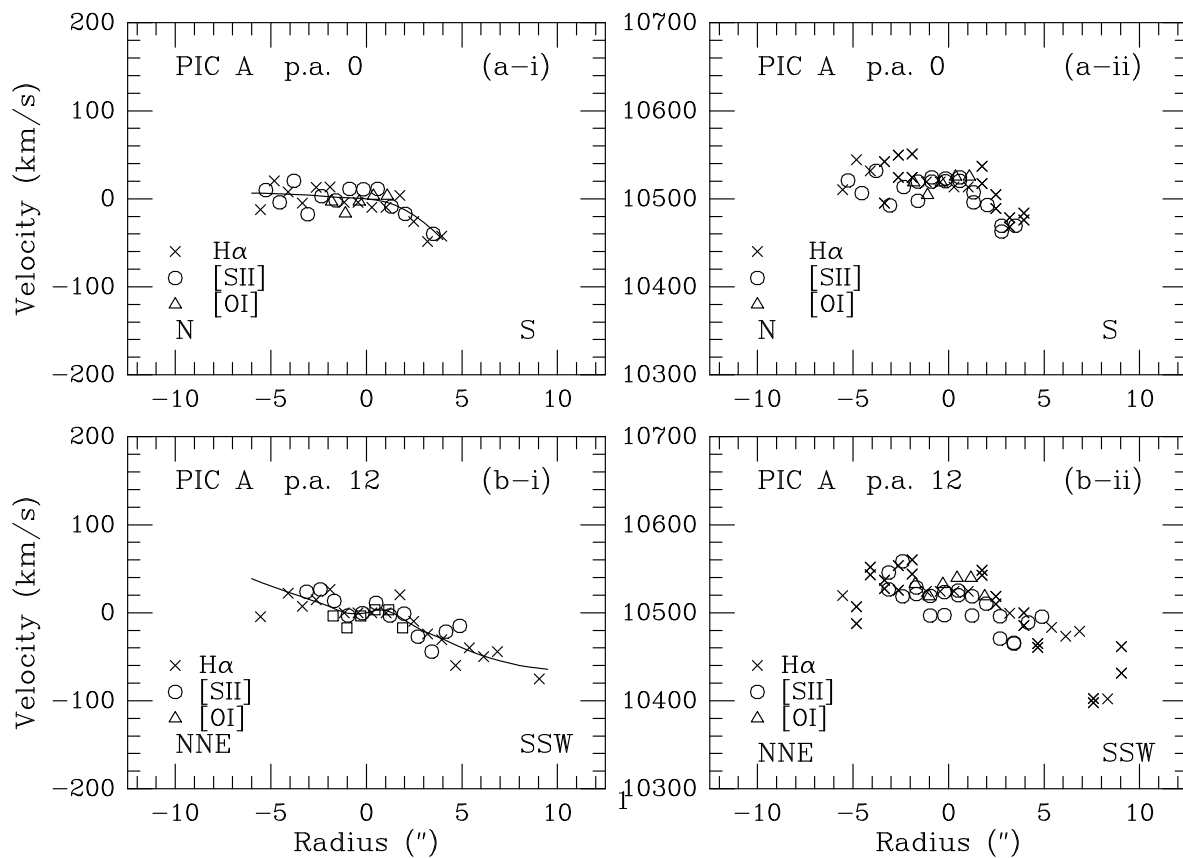 200
100
0
−100
−200
Velocity (km/s)
PIC A p.a. 0 (a−i)
Hα
[SII]
[OI]
N S
−10 −5 0 5 10
10700
10600
10500
10400
10300
PIC A p.a. 0 (a−ii)
Hα
[SII]
[OI]
N S
−10 −5 0 5 10
200
100
0
−100
−200
Velocity (km/s)
PIC A p.a. 12 (b−i)
Hα
[SII]
[OI]
NNE SSW
−10 −5 0 5 10
Radius (″)
10700
10600
10500
10400
10300
PIC A p.a. 12 (b−ii)
Hα
[SII]
[OI]
NNE SSW
−10 −5 0 5 10
Radius (″)
1